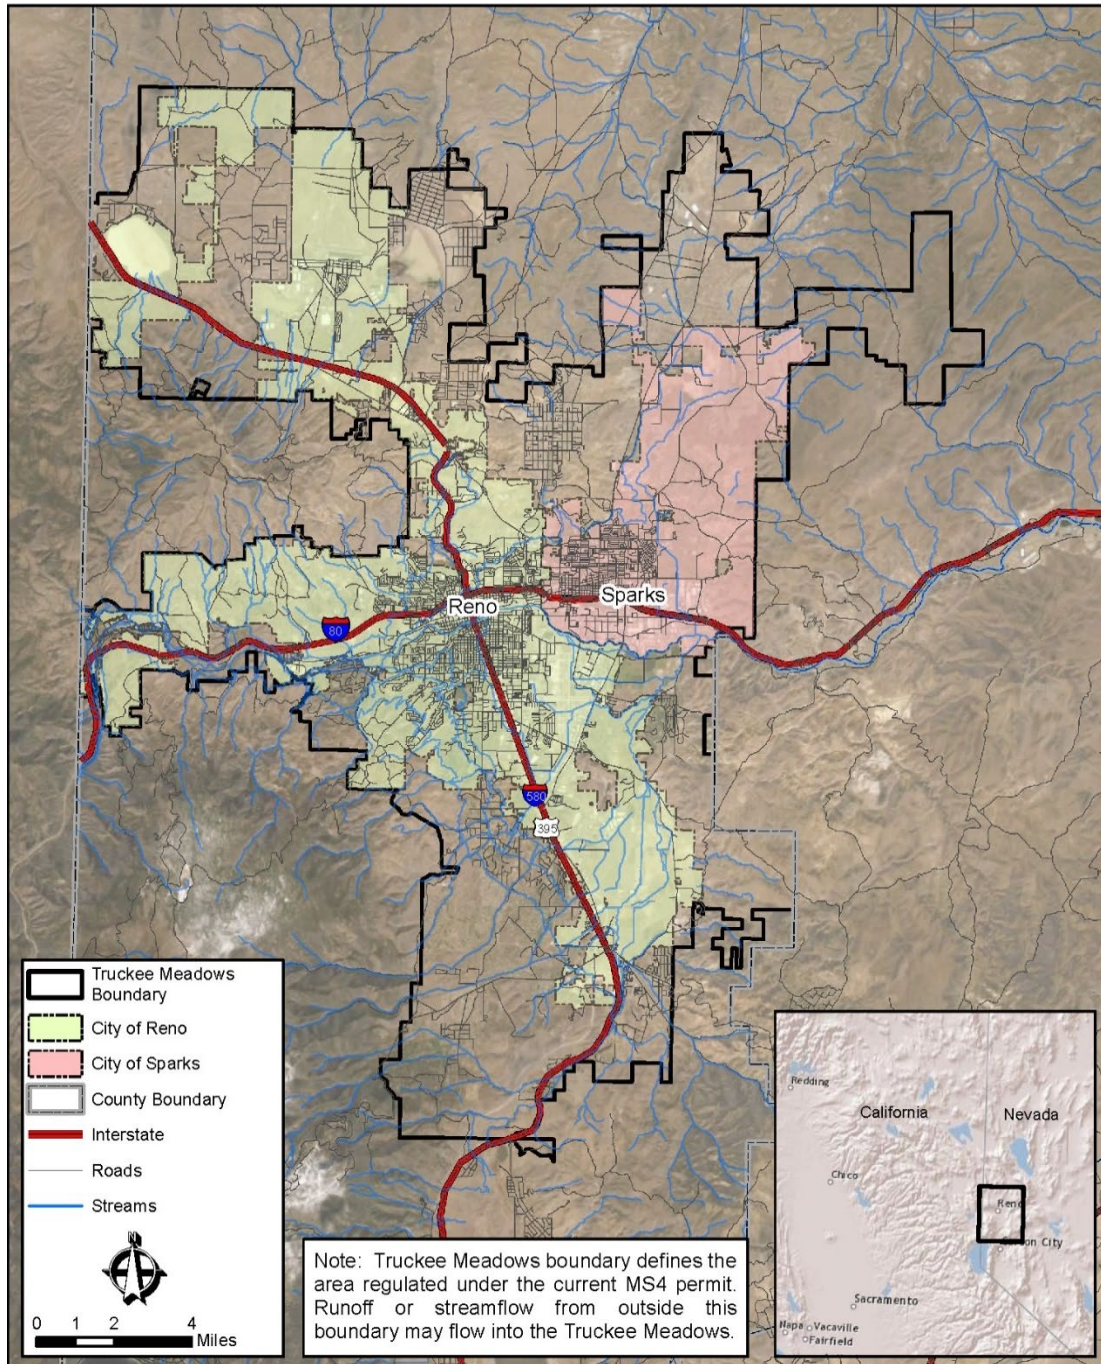 Reno
Sparks
80
580
395
Truckee Meadows
Boundary
City of Reno
City of Sparks
County Boundary
Interstate
Roads
Streams
N
0 1 2 4
Miles
Note: Truckee Meadows boundary defines the
area regulated under the current MS4 permit.
Runoff or streamflow from outside this
boundary may flow into the Truckee Meadows.
Redding
California
Nevada
Chico
Reno
Carson City
Sacramento
Napa
Vacaville
Fairfield